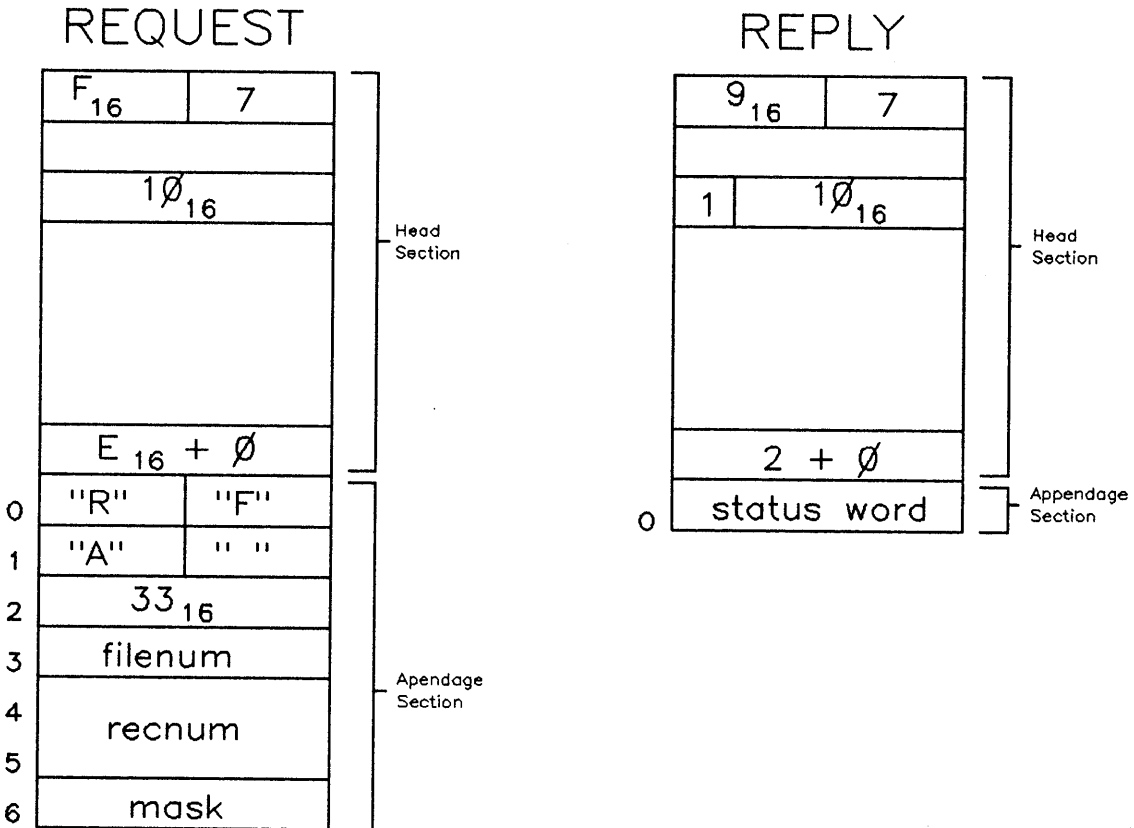 REQUEST
F16 7
1Ø16
Head
Section
E16 + Ø
0 "R" "F"
1 "A" " "
2 3316
3 filenum
4
recnum
5
6 mask
Apendage
Section
REPLY
916 7
1 1Ø16
Head
Section
2 + Ø
0 status word
Appendage
Section